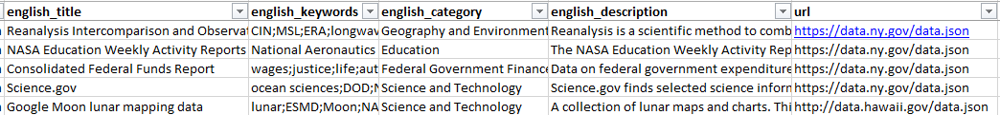 english_title english_keywords english_category english_description url
Reanalysis Intercomparison and Observat CIN;MSL;ERA;longwav Geography and Environment Reanalysis is a scientific method to comb https://data.ny.gov/data.json
NASA Education Weekly Activity Reports National Aeronautics Education The NASA Education Weekly Activity Rep https://data.ny.gov/data.json
Consolidated Federal Funds Report wages;justice;life;aut Federal Government Finance Data on federal government expenditure https://data.ny.gov/data.json
Science.gov ocean sciences;DOD;N Science and Technology Science.gov finds selected science inforn https://data.ny.gov/data.json
Google Moon lunar mapping data lunar;ESMD;Moon;NA Science and Technology A collection of lunar maps and charts. Thi http://data.hawaii.gov/data.json